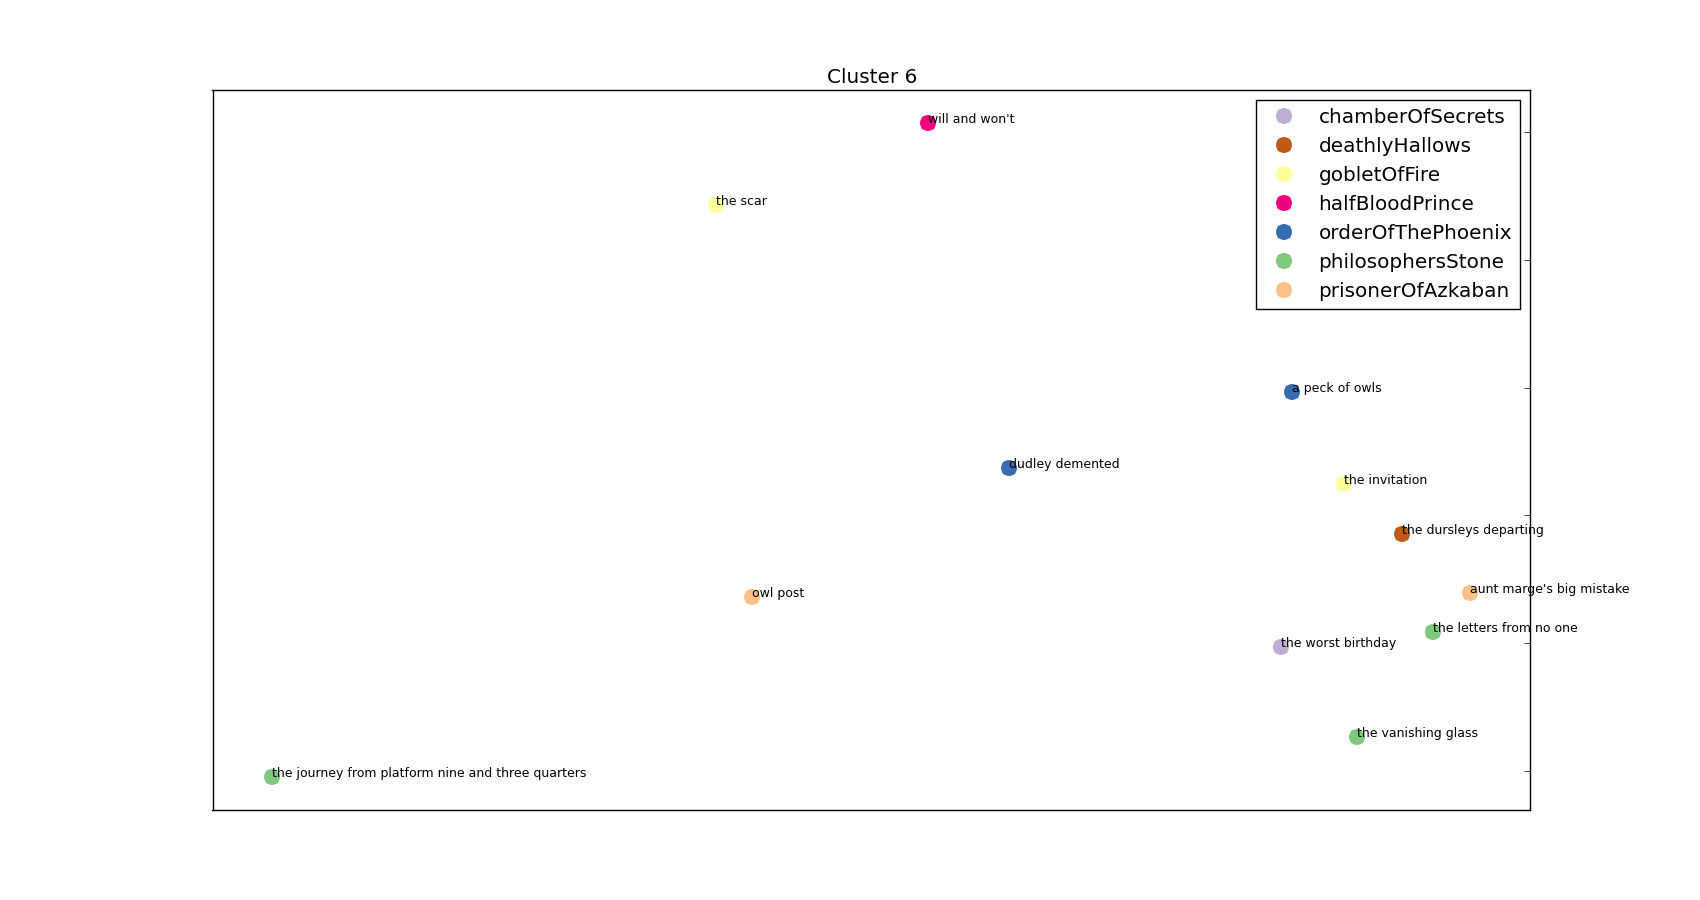 Cluster 6
will and won't
chamberOfSecrets
deathlyHallows
gobletOfFire
the scar
halfBloodPrince
orderOfThePhoenix
philosophersStone
prisonerOfAzkaban
a peck of owls
dudley demented
the invitation
the dursleys departing
owl post
aunt marge's big mistake
the letters from no one
the worst birthday
the vanishing glass
the journey from platform nine and three quarters